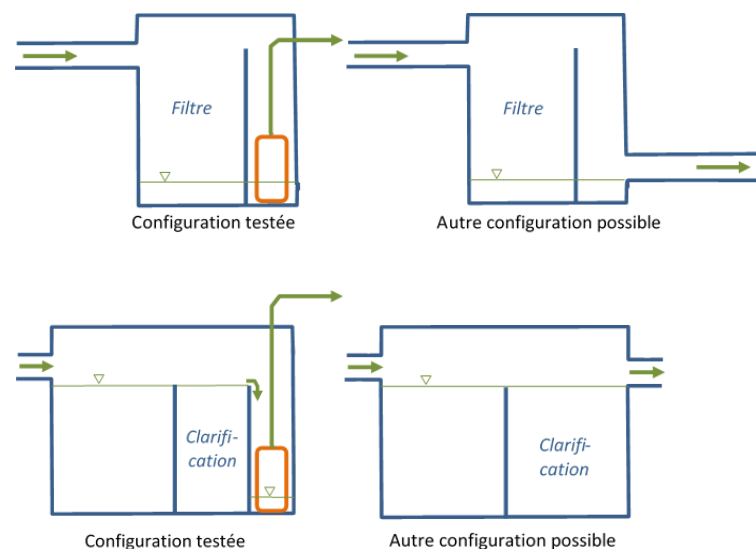 Filtre
Filtre
Configuration testée
Autre configuration possible
Clarifi-
cation
Clarifi-
cation
Configuration testée
Autre configuration possible